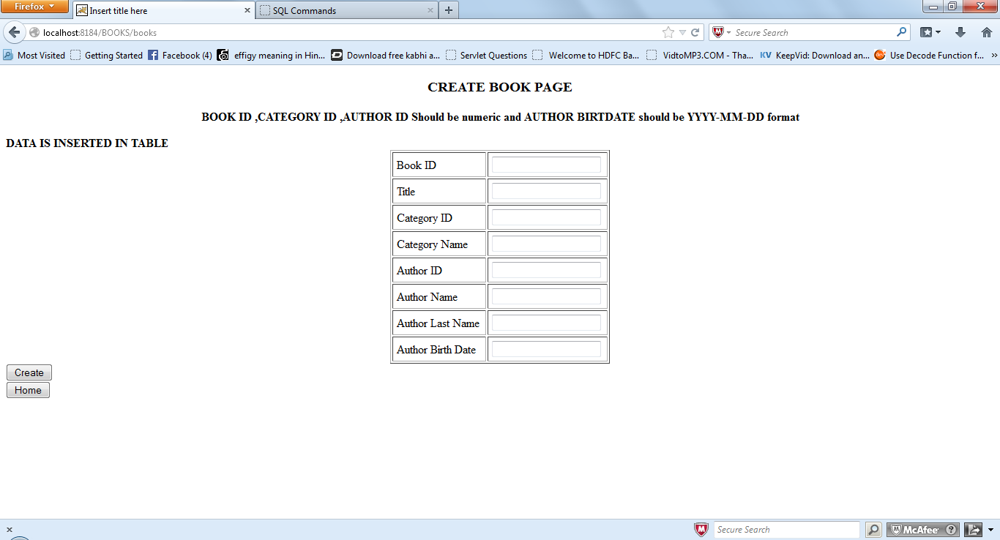 Firefox
Insert title here
SQL Commands
localhost:8184/BOOKS/books
Secure Search
Most Visited Getting Started Facebook (4) effigy meaning in Hin... Download free kabhi a... Servlet Questions Welcome to HDFC Ba... VidtoMP3.COM - Tha... KV KeepVid: Download an... Use Decode Function f... »
CREATE BOOK PAGE
BOOK ID ,CATEGORY ID ,AUTHOR ID Should be numeric and AUTHOR BIRTDATE should be YYYY-MM-DD format
DATA IS INSERTED IN TABLE
Book ID
Title
Category ID
Category Name
Author ID
Author Name
Author Last Name
Author Birth Date
Create
Home
Secure Search
McAfee